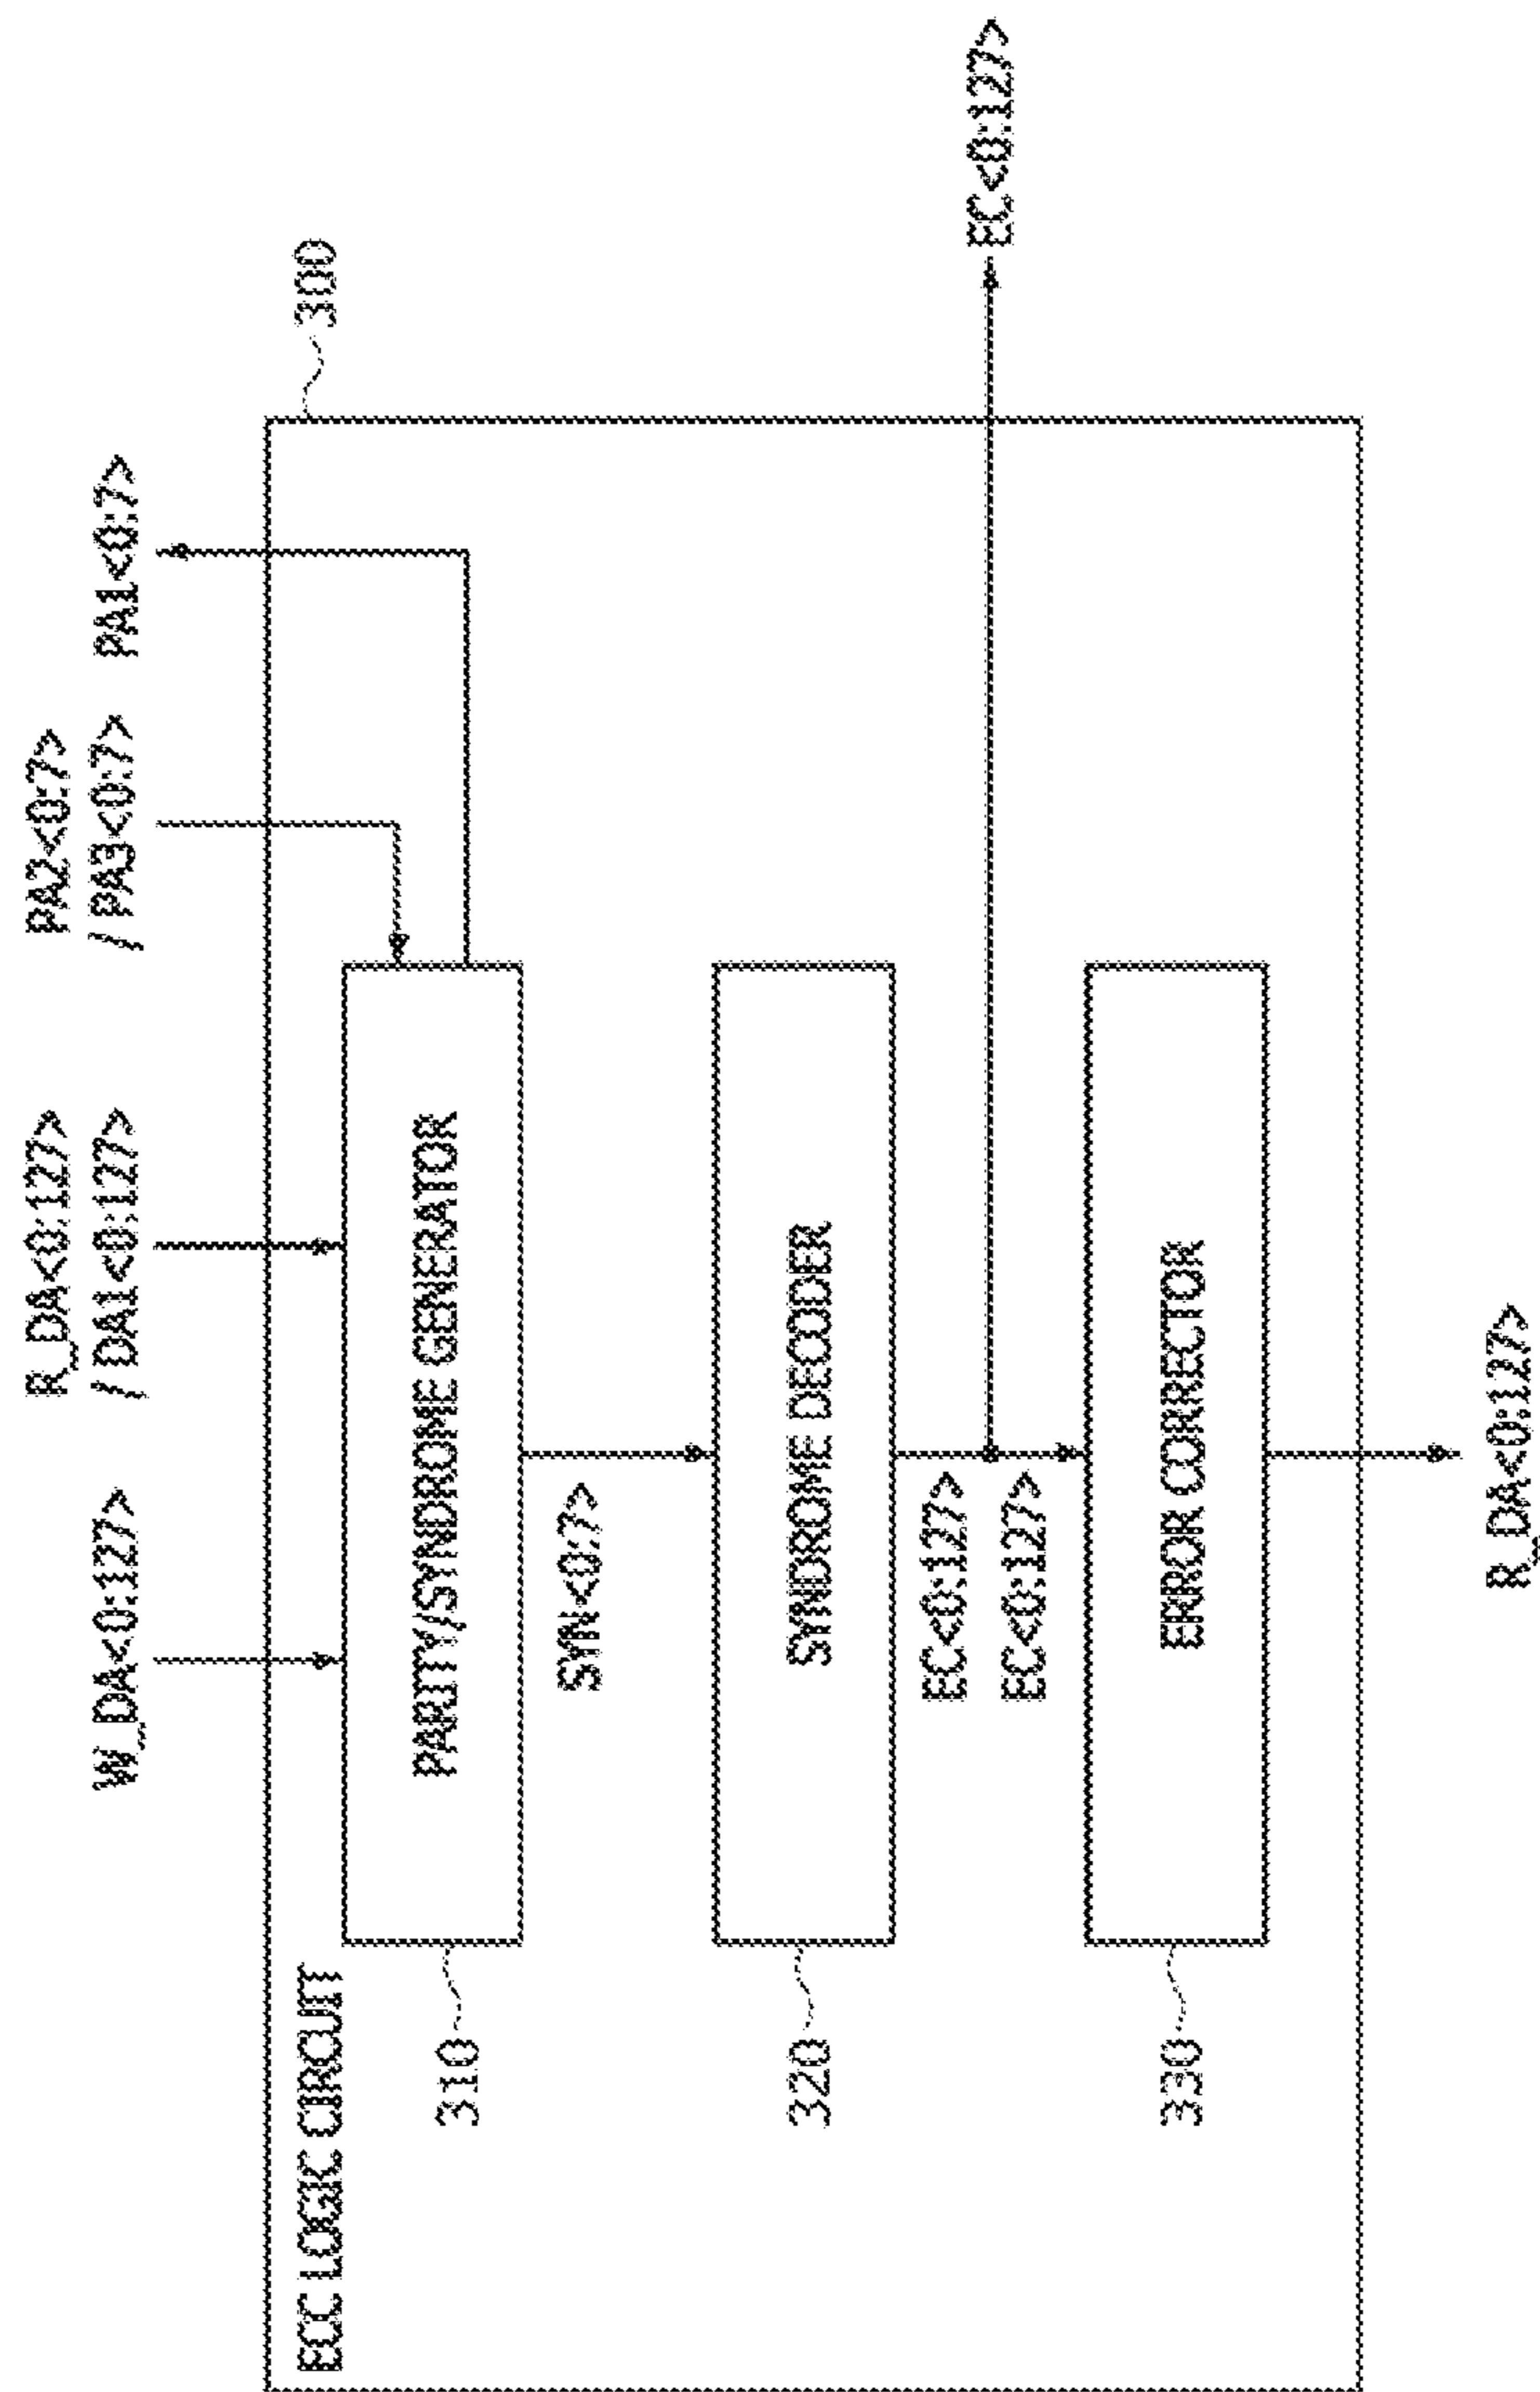 W_DA<0:127>
R_DA<0:127>
/ DA1<0:127>
PA2<0:7>
/ PA3<0:7>
PA1<0:7>
300
ECC LOGIC CIRCUIT
310
PARITY/SYNDROME GENERATOR
SYN<0:7>
320
SYNDROME DECODER
EC<0:127>
EC<0:127>
EC<0:127>
330
ERROR CORRECTOR
R_DA<0:127>